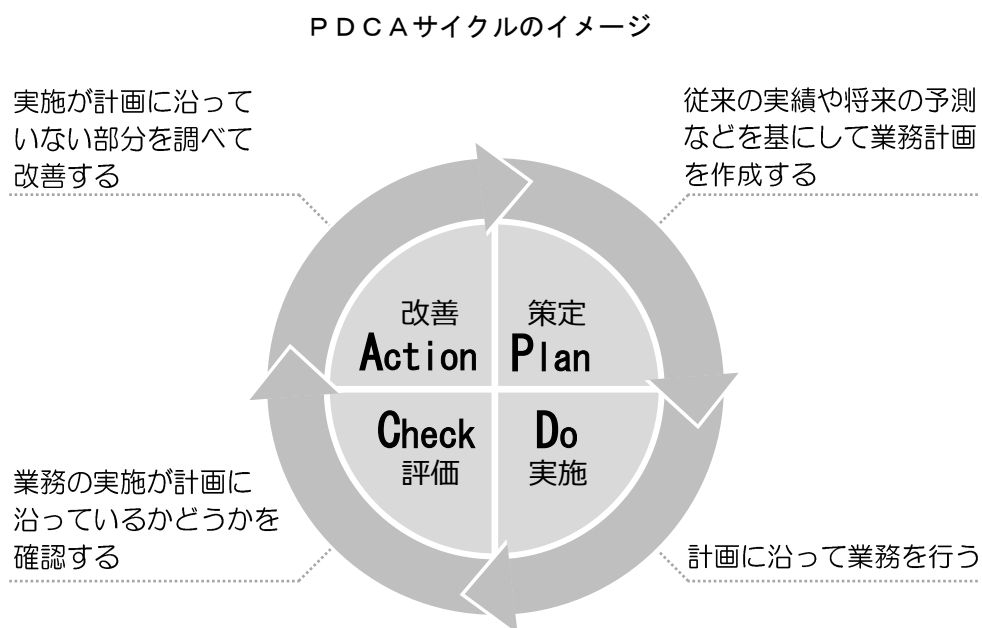 ＰＤＣＡサイクルのイメージ
実施が計画に沿って
いない部分を調べて
改善する
従来の実績や将来の予測
などを基にして業務計画
を作成する
改善
Action
策定
Plan
Check
評価
Do
実施
業務の実施が計画に
沿っているかどうかを
確認する
計画に沿って業務を行う